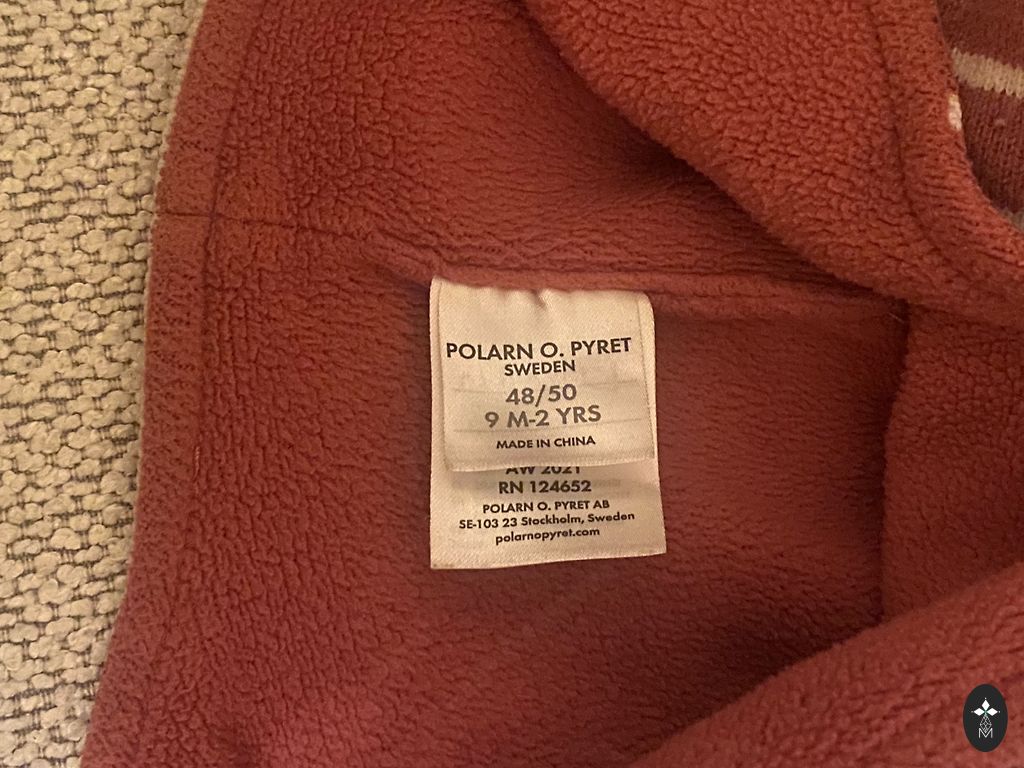 POLARN O. PYRET
SWEDEN
48/50
9 M-2 YRS
MADE IN CHINA
AW 2021
RN 124652
POLARN O. PYRET AB
SE-103 23 Stockholm, Sweden
polarnopyret.com
M